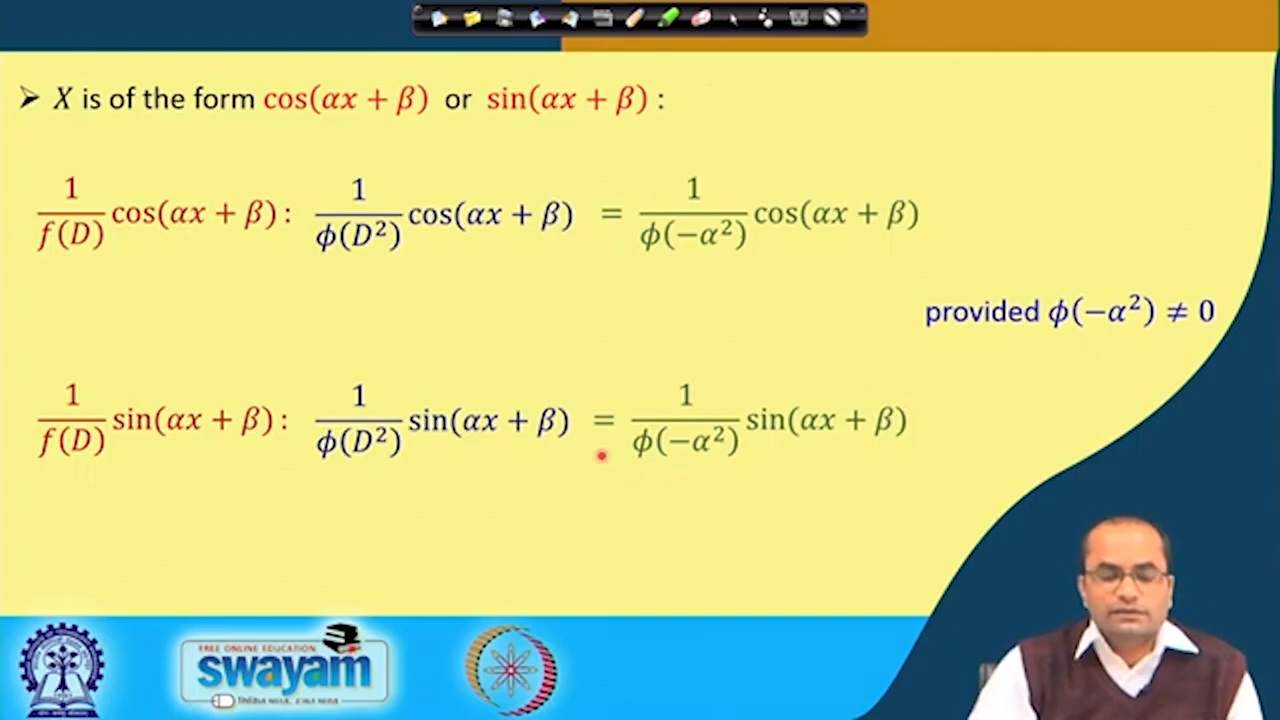 ➢ X is of the form cos(αx + β) or sin(αx + β) :
1/f(D) cos(αx + β) : 1/ϕ(D²) cos(αx + β) = 1/ϕ(−α²) cos(αx + β)
provided ϕ(−α²) ≠ 0
1/f(D) sin(αx + β) : 1/ϕ(D²) sin(αx + β) = 1/ϕ(−α²) sin(αx + β)
FREE ONLINE EDUCATION
swayam